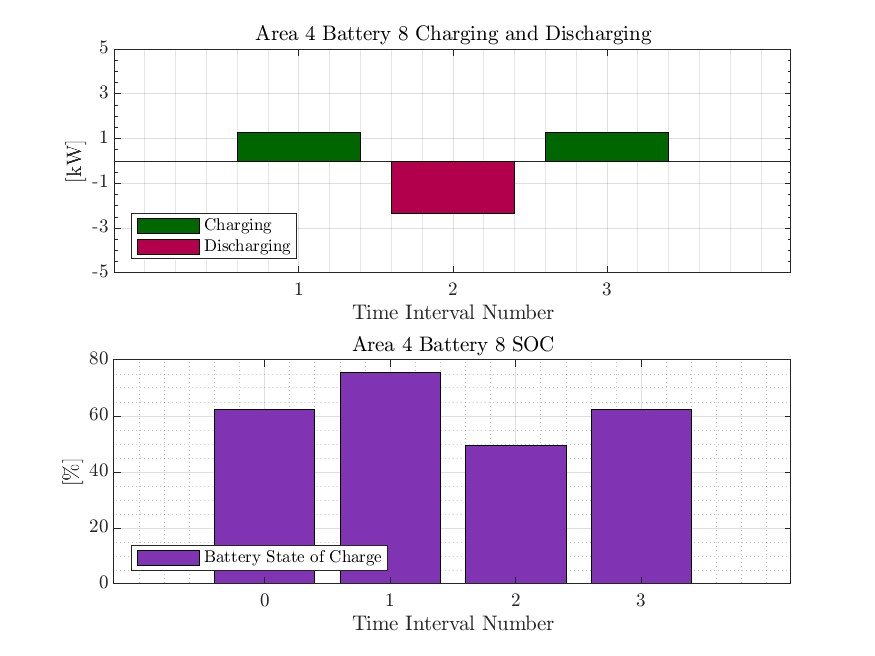 Area 4 Battery 8 Charging and Discharging
5
3
1
-1
-3
-5
[kW]
Charging
Discharging
1 2 3
Time Interval Number
Area 4 Battery 8 SOC
80
60
40
20
0
[%]
Battery State of Charge
0 1 2 3
Time Interval Number